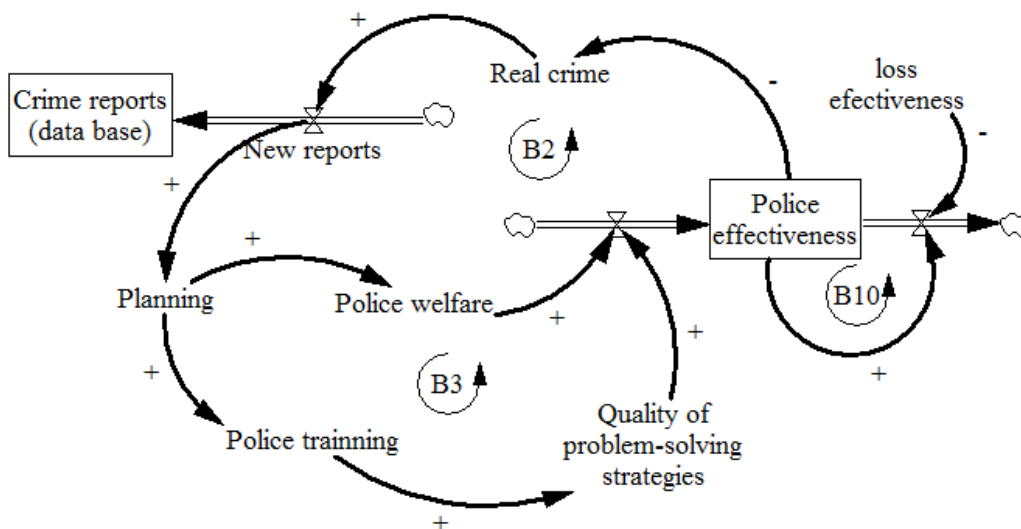 +
Real crime
-
loss
efectiveness
-
Crime reports
(data base)
New reports
B2
+
+
Police
effectiveness
+
Planning
Police welfare
+
B10
+
+
B3
+
Police trainning
Quality of
problem-solving
strategies
+